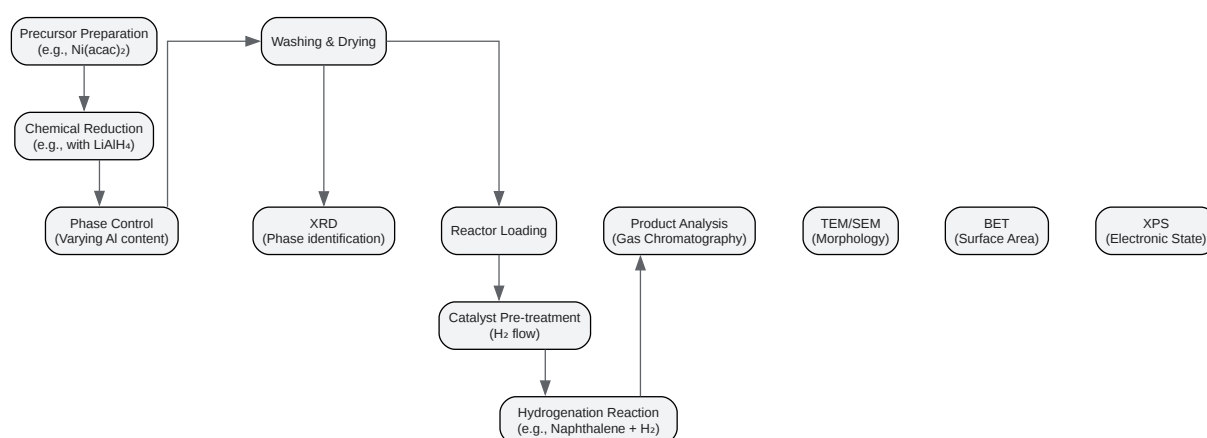 Precursor Preparation
(e.g., Ni(acac)₂)
Washing & Drying
Chemical Reduction
(e.g., with LiAlH₄)
Phase Control
(Varying Al content)
XRD
(Phase identification)
Reactor Loading
Product Analysis
(Gas Chromatography)
TEM/SEM
(Morphology)
BET
(Surface Area)
XPS
(Electronic State)
Catalyst Pre-treatment
(H₂ flow)
Hydrogenation Reaction
(e.g., Naphthalene + H₂)